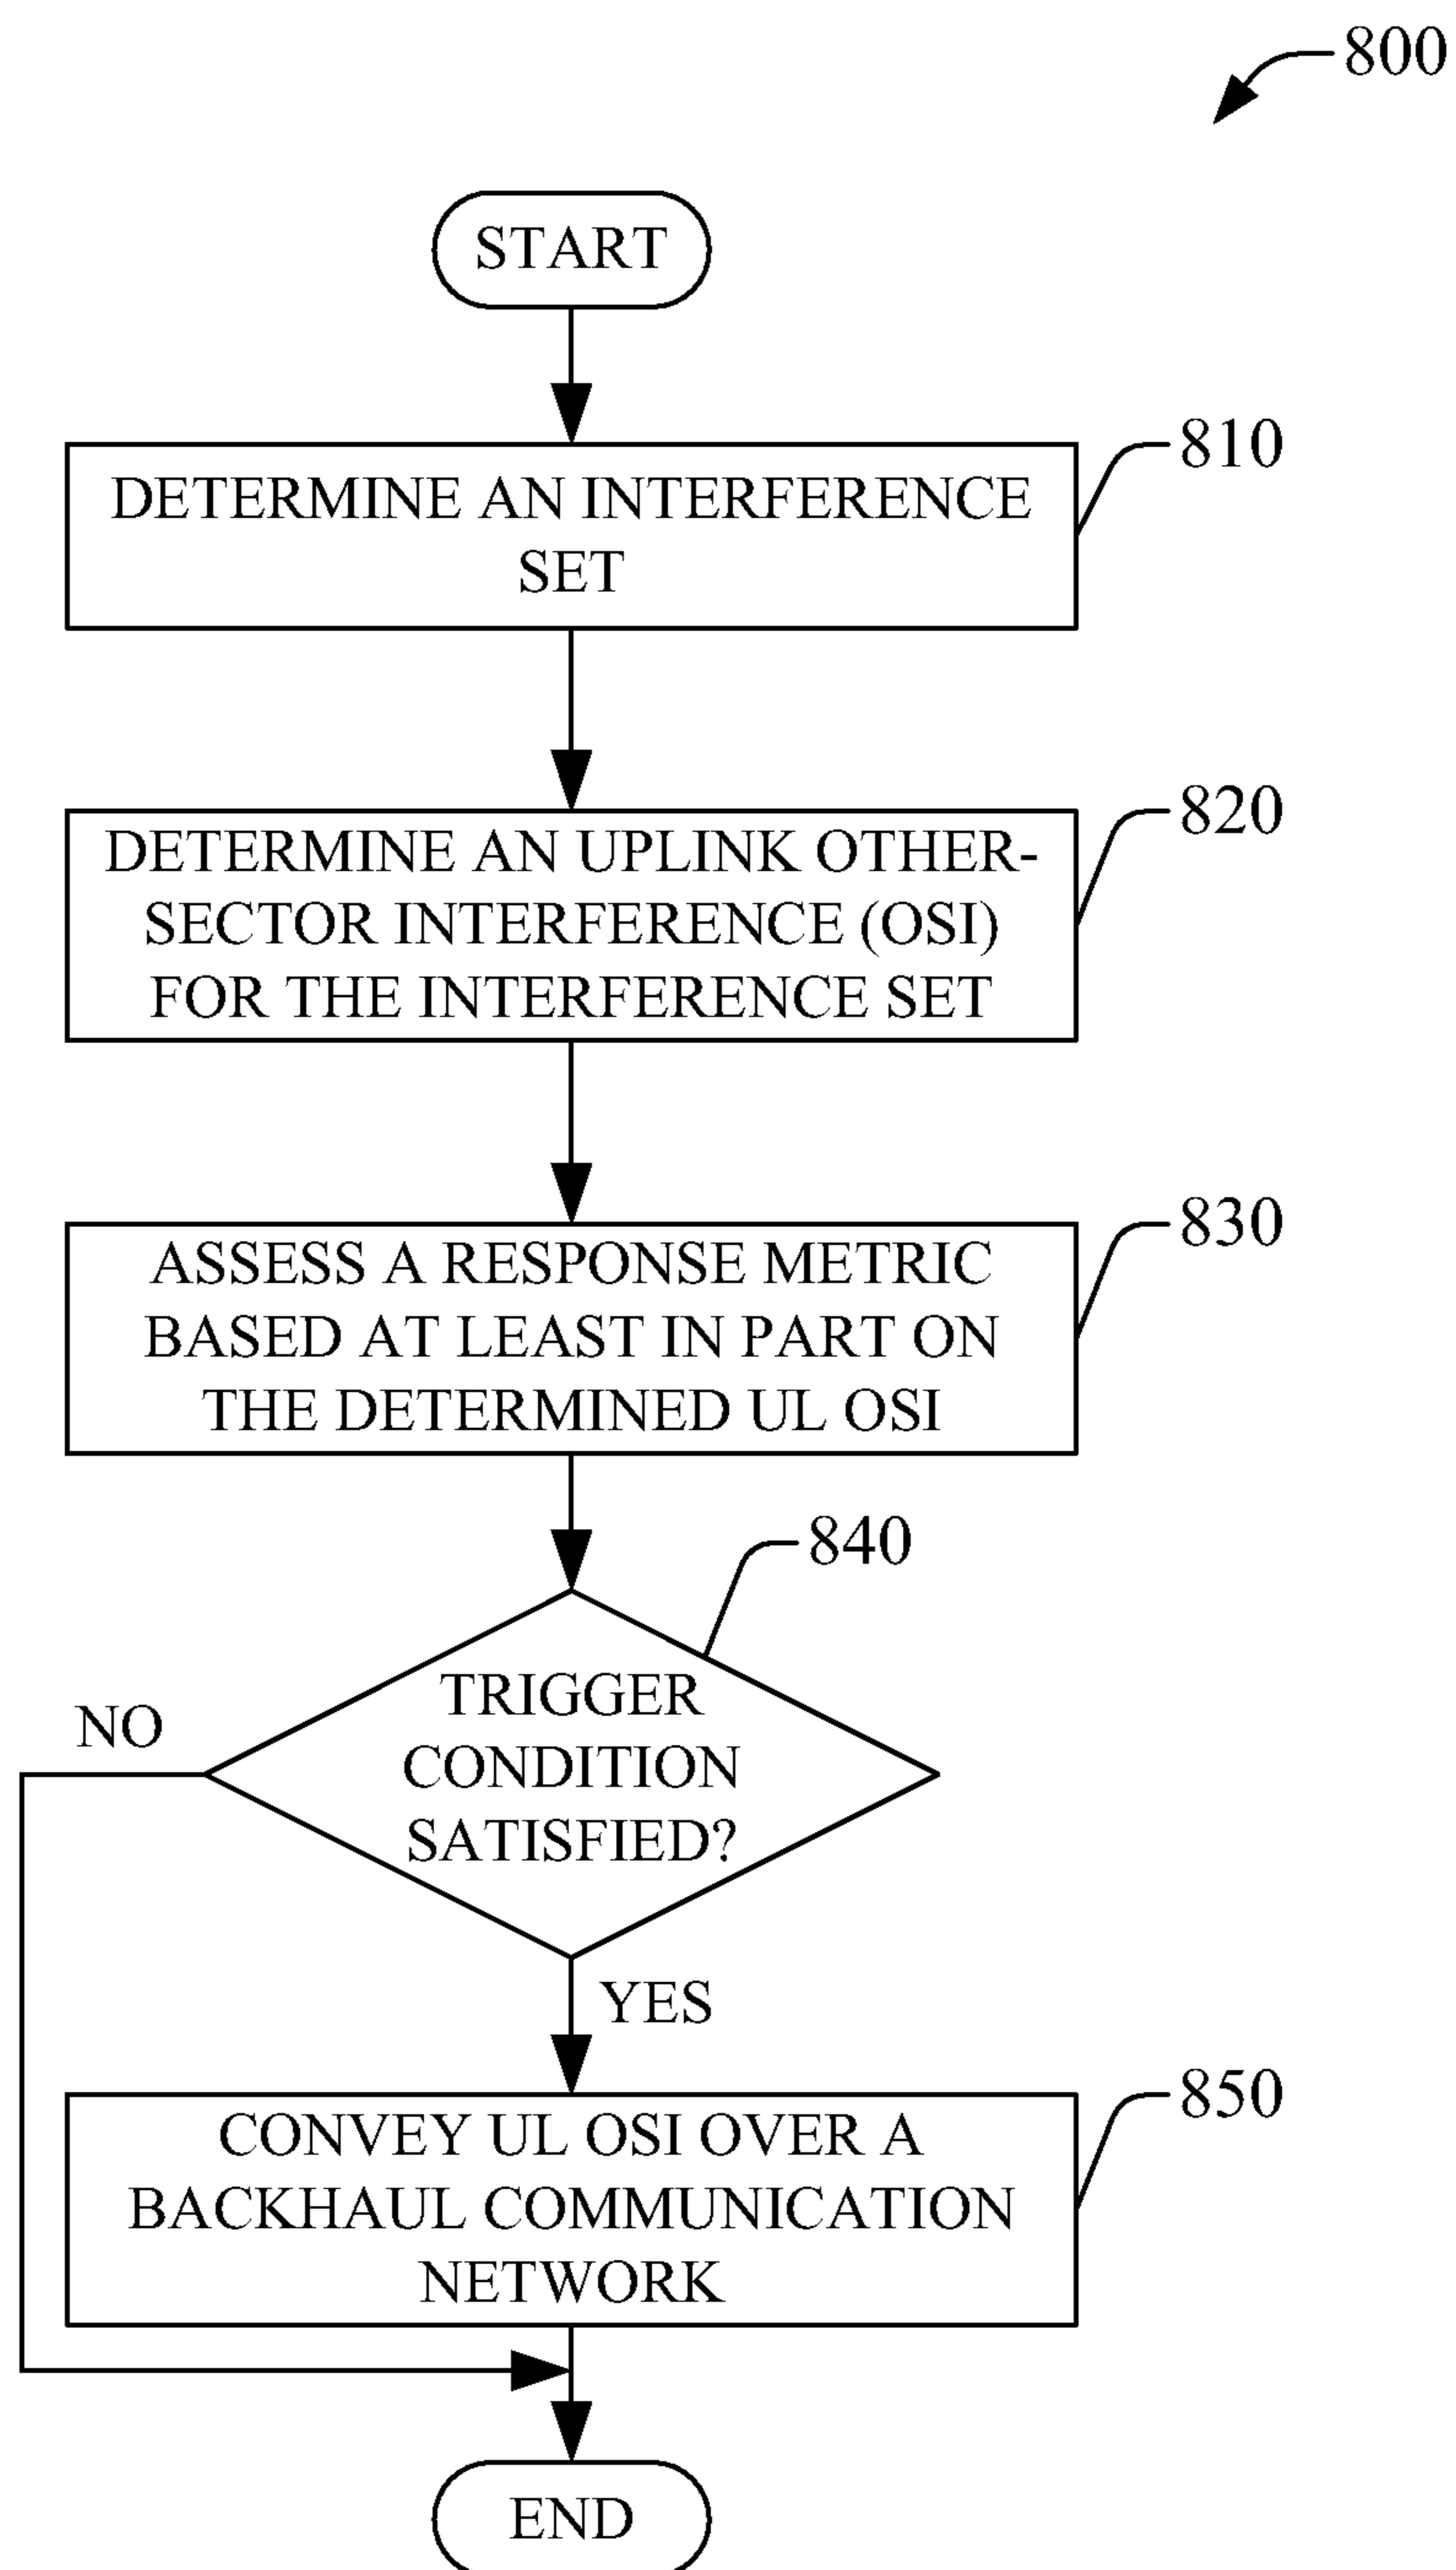 800
START
810
DETERMINE AN INTERFERENCE
SET
820
DETERMINE AN UPLINK OTHER-
SECTOR INTERFERENCE (OSI)
FOR THE INTERFERENCE SET
830
ASSESS A RESPONSE METRIC
BASED AT LEAST IN PART ON
THE DETERMINED UL OSI
840
TRIGGER
CONDITION
SATISFIED?
NO
YES
850
CONVEY UL OSI OVER A
BACKHAUL COMMUNICATION
NETWORK
END